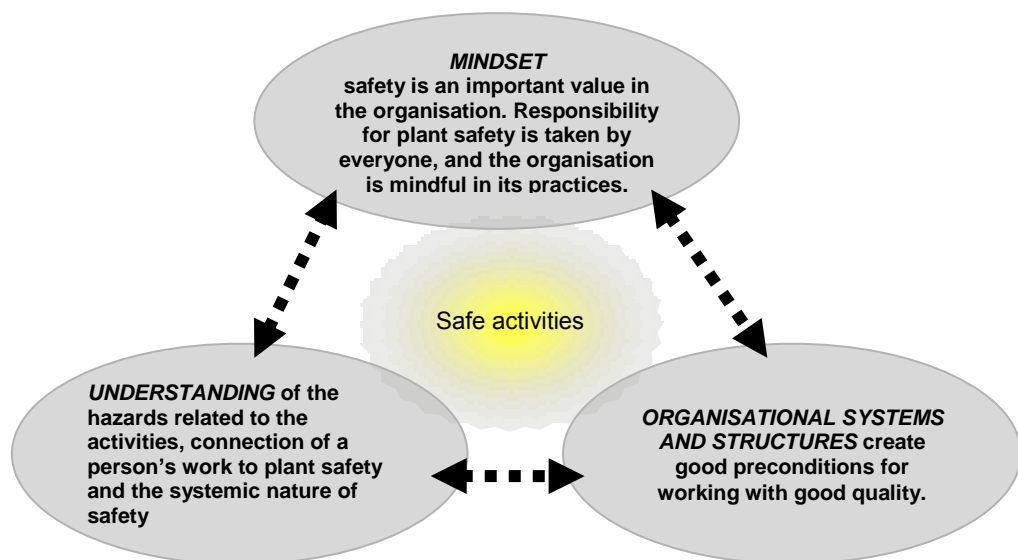 MINDSET
safety is an important value in
the organisation. Responsibility
for plant safety is taken by
everyone, and the organisation
is mindful in its practices.
Safe activities
UNDERSTANDING of the
hazards related to the
activities, connection of a
person's work to plant safety
and the systemic nature of
safety
ORGANISATIONAL SYSTEMS
AND STRUCTURES create
good preconditions for
working with good quality.